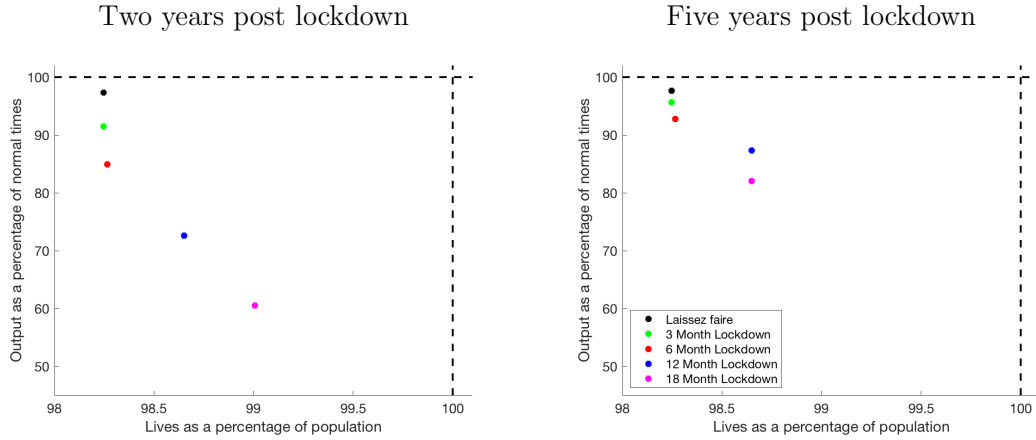 Two years post lockdown
Output as a percentage of normal times
100
90
80
70
60
50
98
98.5
99
99.5
100
Lives as a percentage of population
Five years post lockdown
Output as a percentage of normal times
100
90
80
70
60
50
Laissez faire
3 Month Lockdown
6 Month Lockdown
12 Month Lockdown
18 Month Lockdown
98
98.5
99
99.5
100
Lives as a percentage of population